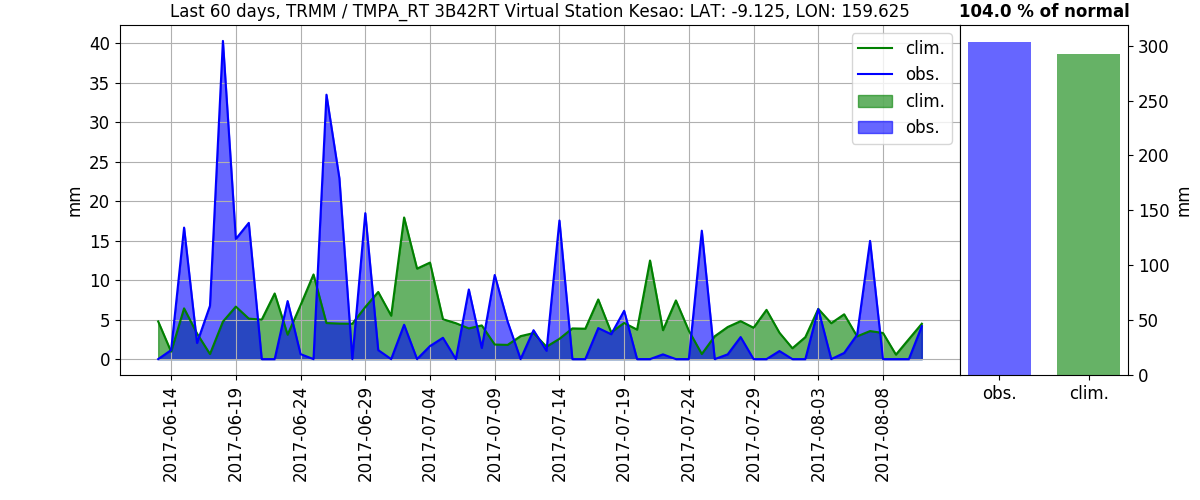 Last 60 days, TRMM / TMPA_RT 3B42RT Virtual Station Kesao: LAT: -9.125, LON: 159.625
104.0 % of normal
40
35
30
25
20
15
10
5
0
mm
clim.
obs.
clim.
obs.
2017-06-14
2017-06-19
2017-06-24
2017-06-29
2017-07-04
2017-07-09
2017-07-14
2017-07-19
2017-07-24
2017-07-29
2017-08-03
2017-08-08
300
250
200
150
100
50
0
mm
obs.
clim.